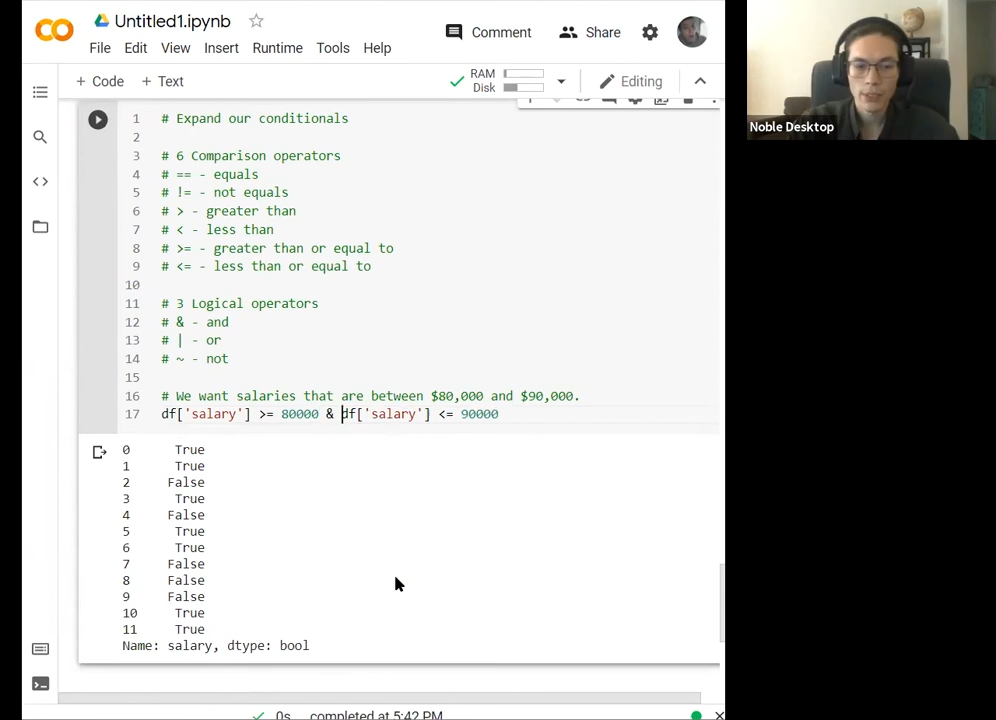 Untitled1.ipynb
File Edit View Insert Runtime Tools Help
Comment Share
+ Code + Text
RAM
Disk
Editing
1 # Expand our conditionals
2
3 # 6 Comparison operators
4 # == - equals
5 # != - not equals
6 # > - greater than
7 # < - less than
8 # >= - greater than or equal to
9 # <= - less than or equal to
10
11 # 3 Logical operators
12 # & - and
13 # | - or
14 # ~ - not
15
16 # We want salaries that are between $80,000 and $90,000.
17 df['salary'] >= 80000 & df['salary'] <= 90000
0 True
1 True
2 False
3 True
4 False
5 True
6 True
7 False
8 False
9 False
10 True
11 True
Name: salary, dtype: bool
0s completed at 5:42 PM
Noble Desktop